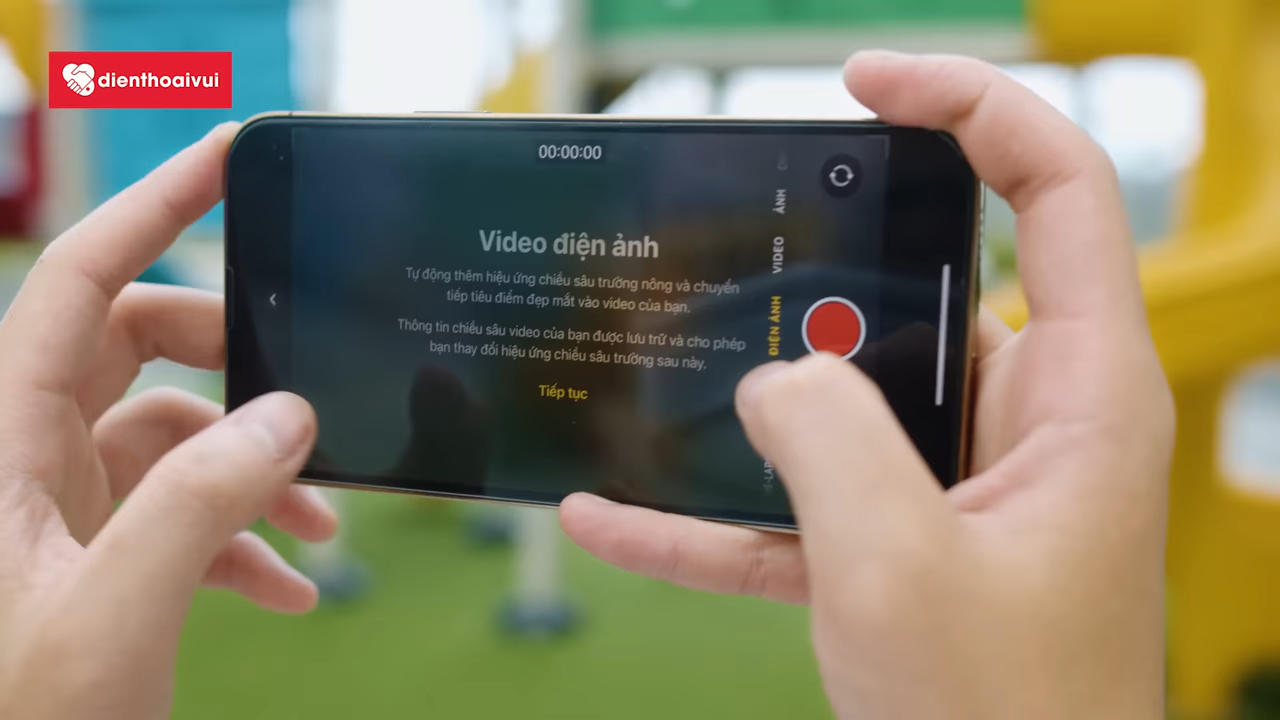 dienthoaivui
00:00:00
Video điện ảnh
Tự động thêm hiệu ứng chiều sâu trường nông và chuyển
tiếp tiêu điểm đẹp mắt vào video của bạn.
Thông tin chiều sâu video của bạn được lưu trữ và cho phép
bạn thay đổi hiệu ứng chiều sâu trường sau này.
Tiếp tục
ẢNH
VIDEO
ĐIỆN ẢNH